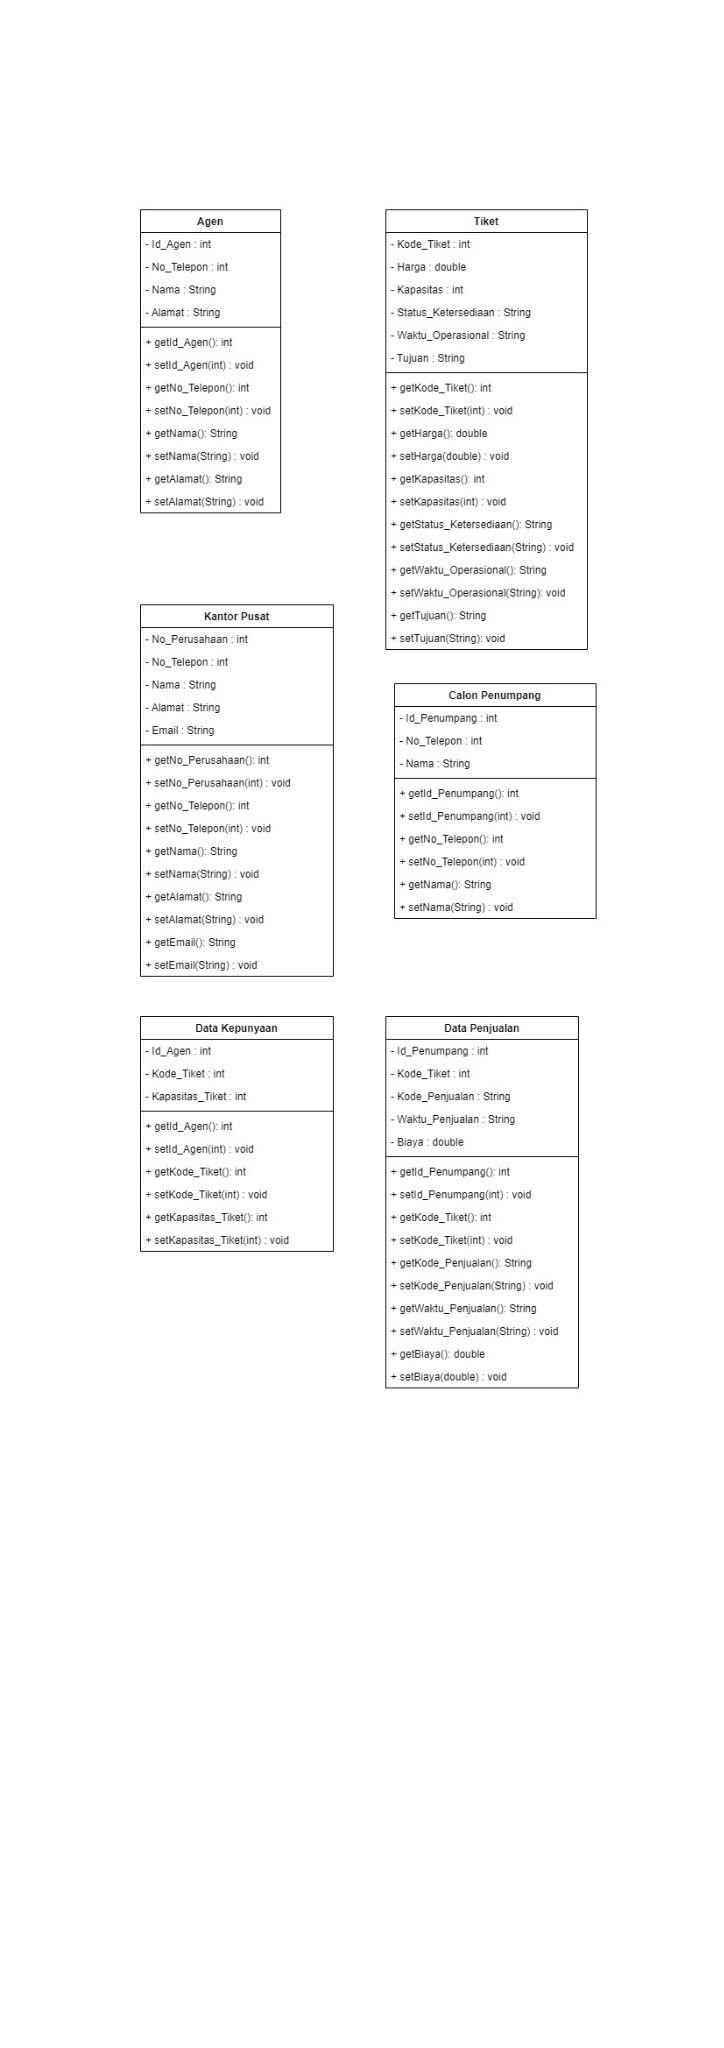 Agen
- Id_Agen : int
- No_Telepon : int
- Nama : String
- Alamat : String
+ getId_Agen(): int
+ setId_Agen(int) : void
+ getNo_Telepon(): int
+ setNo_Telepon(int) : void
+ getNama(): String
+ setNama(String) : void
+ getAlamat(): String
+ setAlamat(String) : void
Tiket
- Kode_Tiket : int
- Harga : double
- Kapasitas : int
- Status_Ketersediaan : String
- Waktu_Operasional : String
- Tujuan : String
+ getKode_Tiket(): int
+ setKode_Tiket(int) : void
+ getHarga(): double
+ setHarga(double) : void
+ getKapasitas(): int
+ setKapasitas(int) : void
+ getStatus_Ketersediaan(): String
+ setStatus_Ketersediaan(String) : void
+ getWaktu_Operasional(): String
+ setWaktu_Operasional(String): void
+ getTujuan(): String
+ setTujuan(String): void
Kantor Pusat
- No_Perusahaan : int
- No_Telepon : int
- Nama : String
- Alamat : String
- Email : String
+ getNo_Perusahaan(): int
+ setNo_Perusahaan(int) : void
+ getNo_Telepon(): int
+ setNo_Telepon(int) : void
+ getNama(): String
+ setNama(String) : void
+ getAlamat(): String
+ setAlamat(String) : void
+ getEmail(): String
+ setEmail(String) : void
Calon Penumpang
- Id_Penumpang : int
- No_Telepon : int
- Nama : String
+ getId_Penumpang(): int
+ setId_Penumpang(int) : void
+ getNo_Telepon(): int
+ setNo_Telepon(int) : void
+ getNama(): String
+ setNama(String) : void
Data Kepunyaan
- Id_Agen : int
- Kode_Tiket : int
- Kapasitas_Tiket : int
+ getId_Agen(): int
+ setId_Agen(int) : void
+ getKode_Tiket(): int
+ setKode_Tiket(int) : void
+ getKapasitas_Tiket(): int
+ setKapasitas_Tiket(int) : void
Data Penjualan
- Id_Penumpang : int
- Kode_Tiket : int
- Kode_Penjualan : String
- Waktu_Penjualan : String
- Biaya : double
+ getId_Penumpang(): int
+ setId_Penumpang(int) : void
+ getKode_Tiket(): int
+ setKode_Tiket(int) : void
+ getKode_Penjualan(): String
+ setKode_Penjualan(String) : void
+ getWaktu_Penjualan(): String
+ setWaktu_Penjualan(String) : void
+ getBiaya(): double
+ setBiaya(double) : void